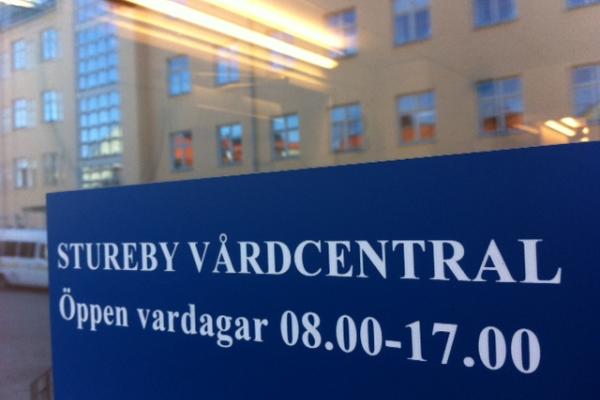 STUREBY VÅRDCENTRAL
Öppen vardagar 08.00-17.00